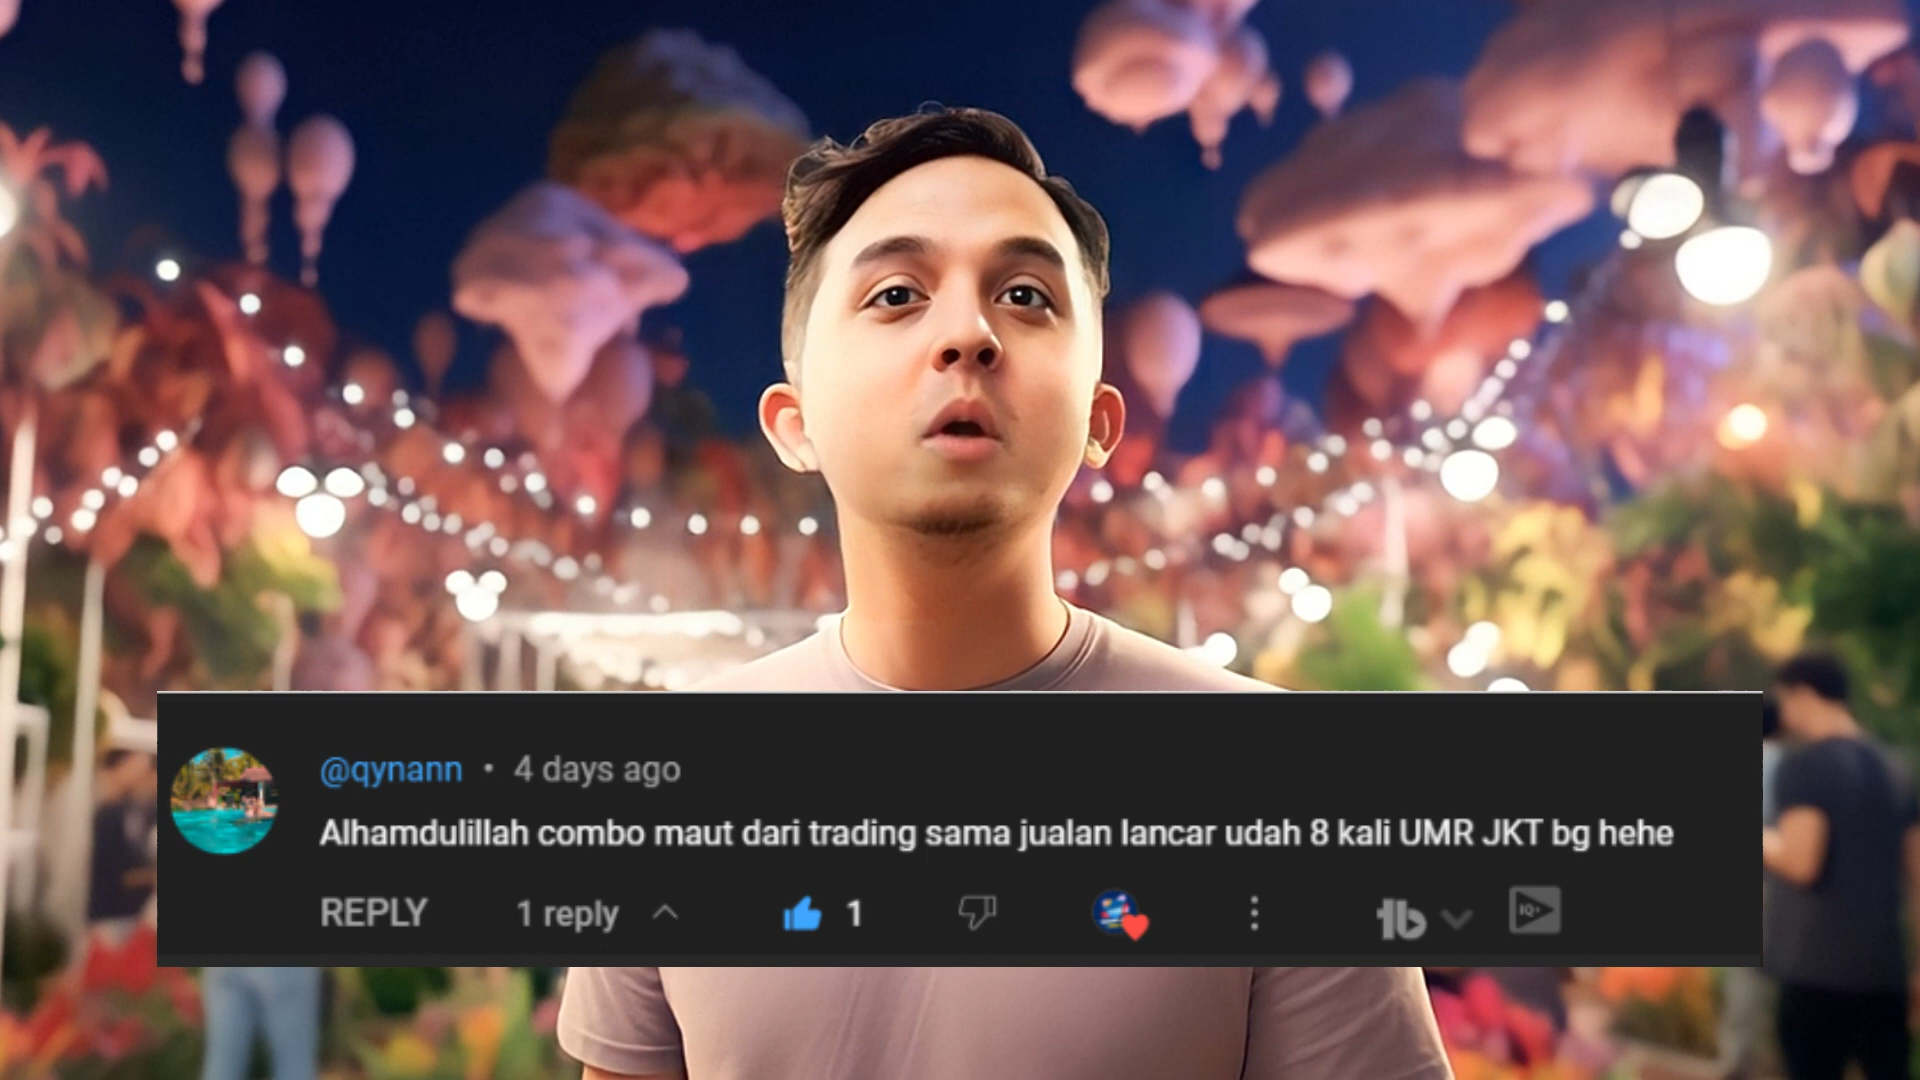 @qynann • 4 days ago
Alhamdulillah combo maut dari trading sama jualan lancar udah 8 kali UMR JKT bg hehe
REPLY 1 reply 1
IQ+